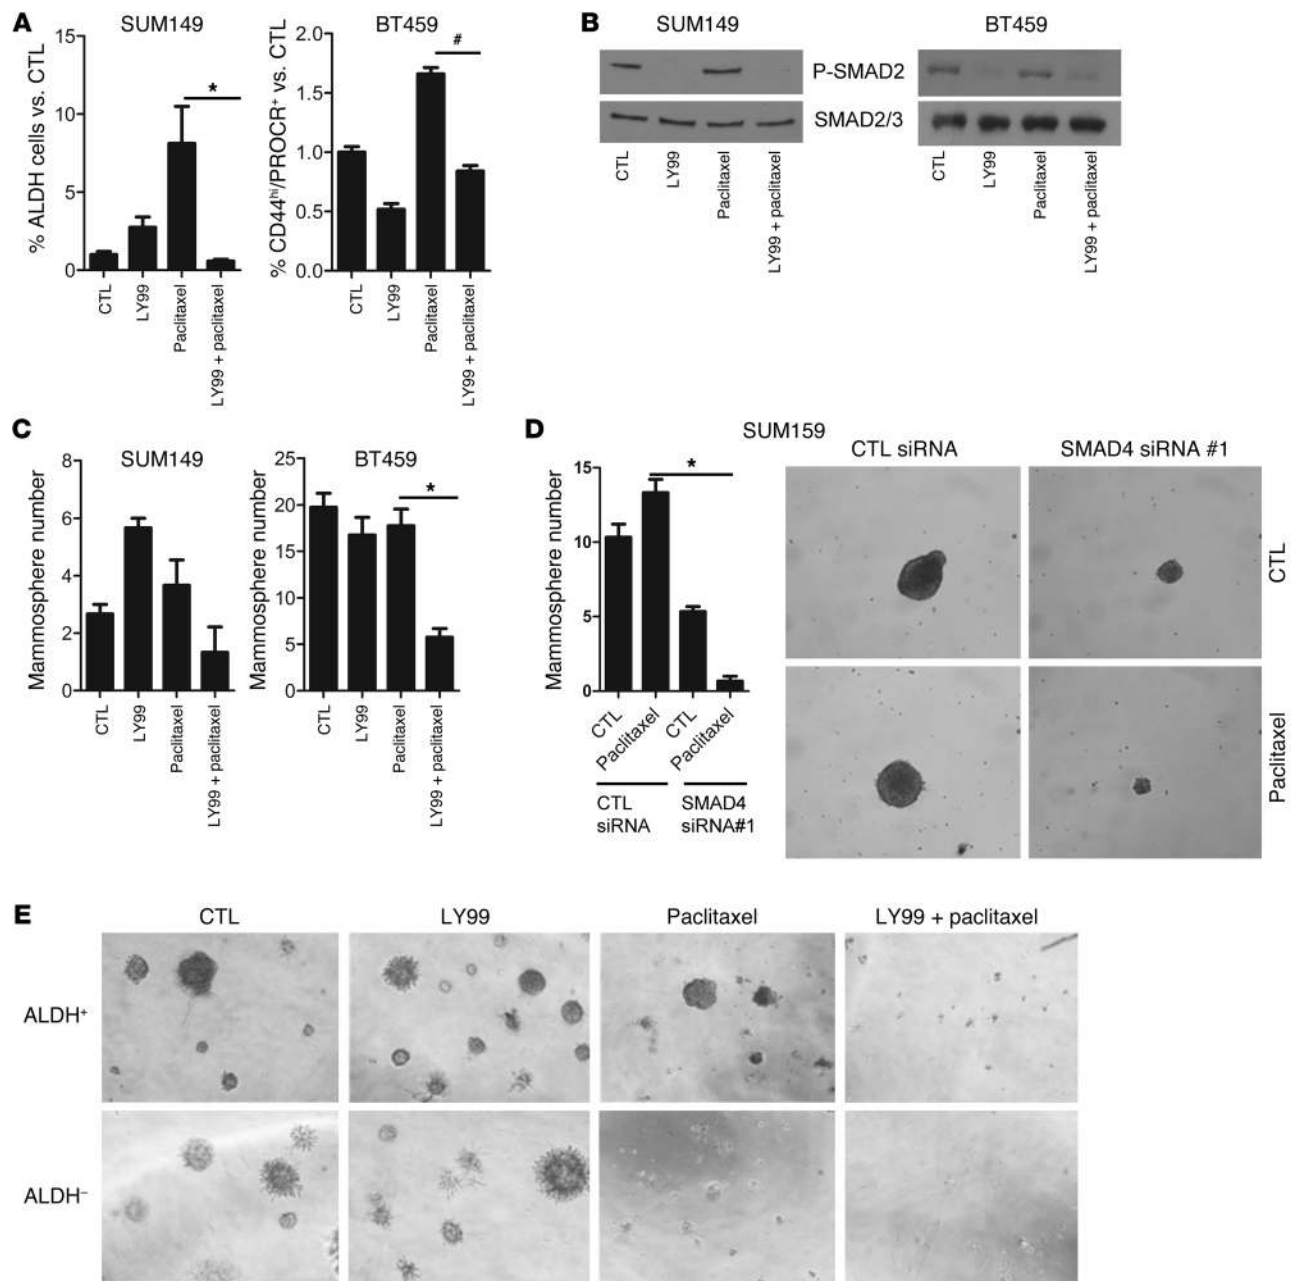 A
SUM149
BT459
% ALDH cells vs. CTL
15
10
5
0
*
CTL
LY99
Paclitaxel
LY99 + paclitaxel
% CD44hi/PROCR+ vs. CTL
2.0
1.5
1.0
0.5
0.0
#
CTL
LY99
Paclitaxel
LY99 + paclitaxel
B
SUM149
BT459
P-SMAD2
SMAD2/3
CTL
LY99
Paclitaxel
LY99 + paclitaxel
CTL
LY99
Paclitaxel
LY99 + paclitaxel
C
SUM149
BT459
Mammosphere number
8
6
4
2
0
CTL
LY99
Paclitaxel
LY99 + paclitaxel
Mammosphere number
25
20
15
10
5
0
*
CTL
LY99
Paclitaxel
LY99 + paclitaxel
D
SUM159
Mammosphere number
15
10
5
0
*
CTL
Paclitaxel
CTL
Paclitaxel
CTL
siRNA
SMAD4
siRNA#1
CTL siRNA
SMAD4 siRNA #1
CTL
Paclitaxel
E
CTL
LY99
Paclitaxel
LY99 + paclitaxel
ALDH+
ALDH−